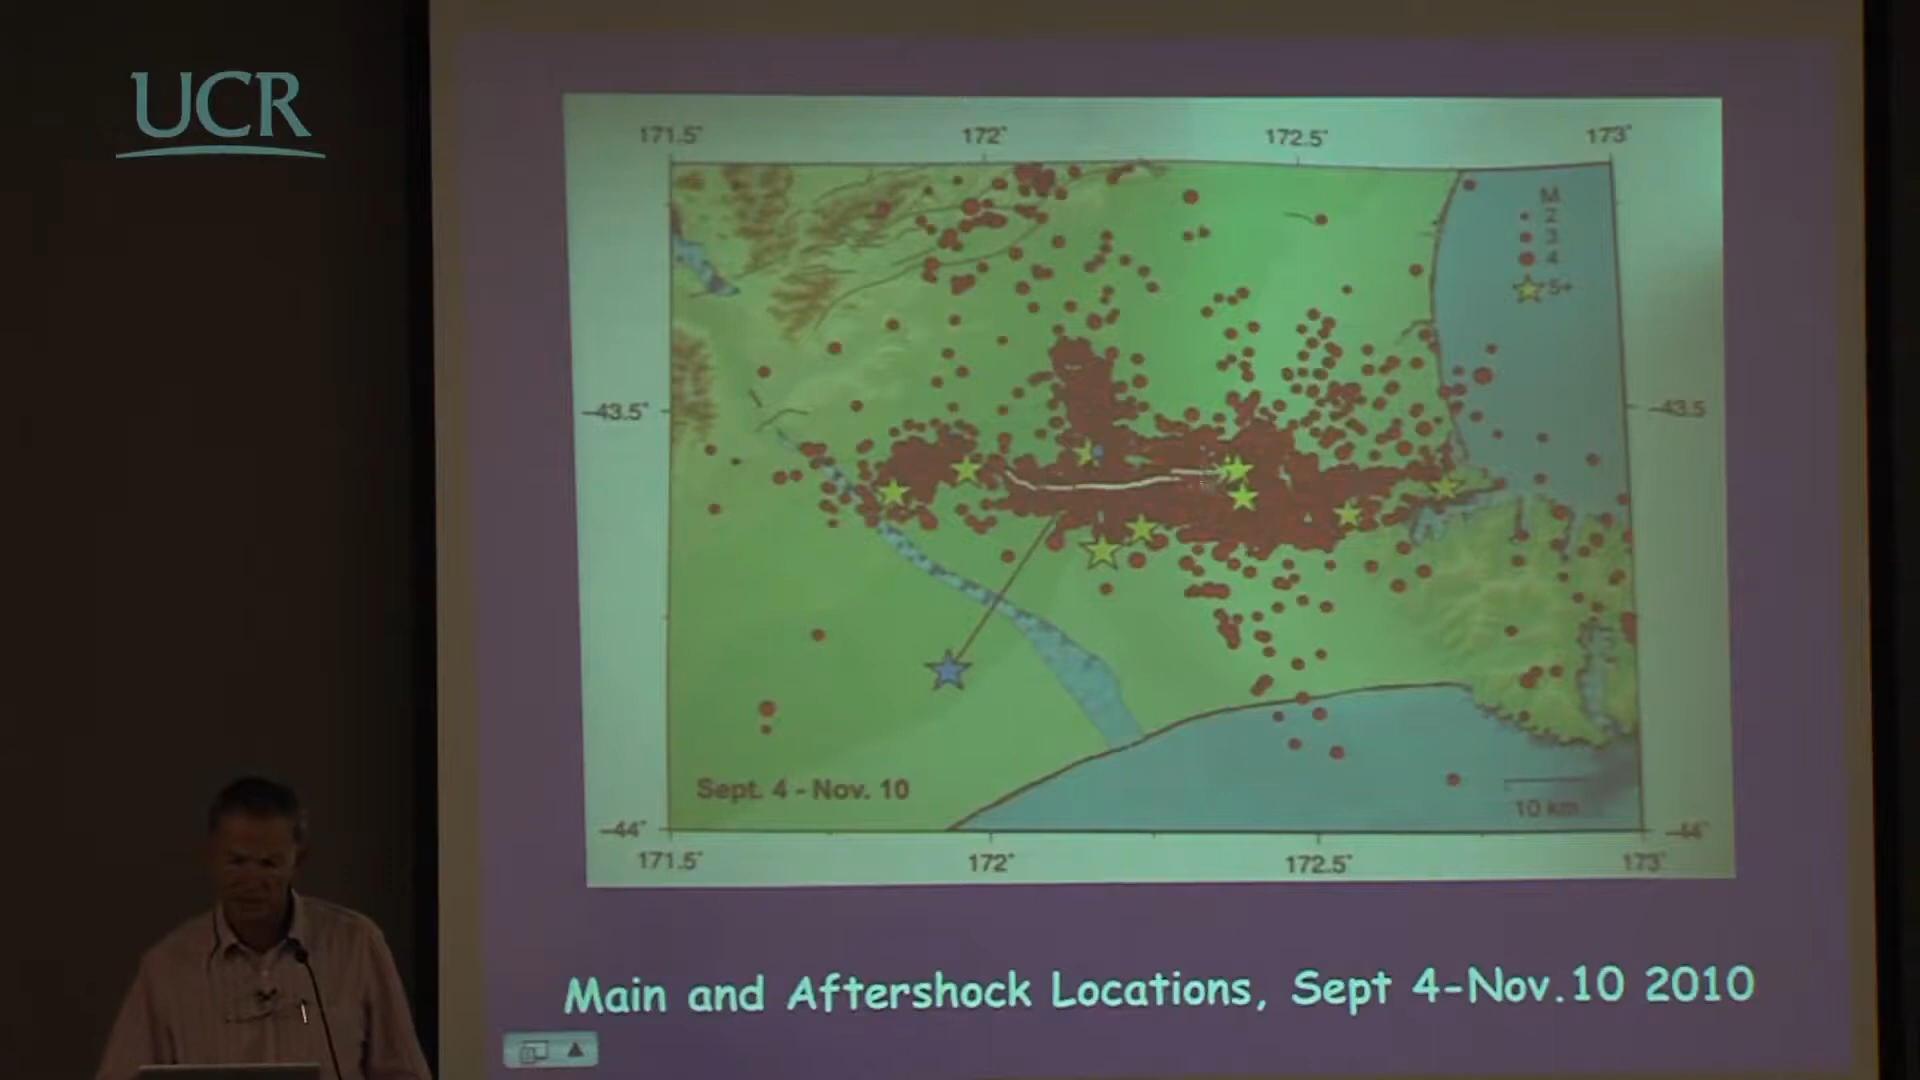 UCR
171.5° 172° 172.5° 173°
M
2
3
4
5+
-43.5° -43.5
Sept. 4 - Nov. 10
10 km
-44° -44°
171.5° 172° 172.5° 173°
Main and Aftershock Locations, Sept 4-Nov.10 2010